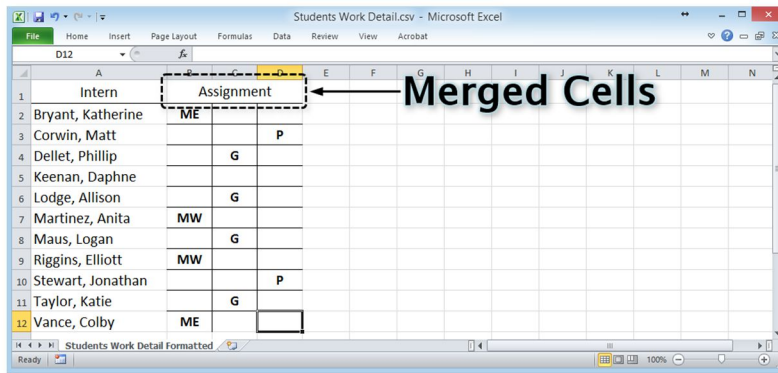 Students Work Detail.csv - Microsoft Excel
File Home Insert Page Layout Formulas Data Review View Acrobat
D12 fx
A B C D E F G H I J K L M N
Merged Cells
1 Intern Assignment
2 Bryant, Katherine ME
3 Corwin, Matt P
4 Dellet, Phillip G
5 Keenan, Daphne
6 Lodge, Allison G
7 Martinez, Anita MW
8 Maus, Logan G
9 Riggins, Elliott MW
10 Stewart, Jonathan P
11 Taylor, Katie G
12 Vance, Colby ME
Students Work Detail Formatted
Ready 100%